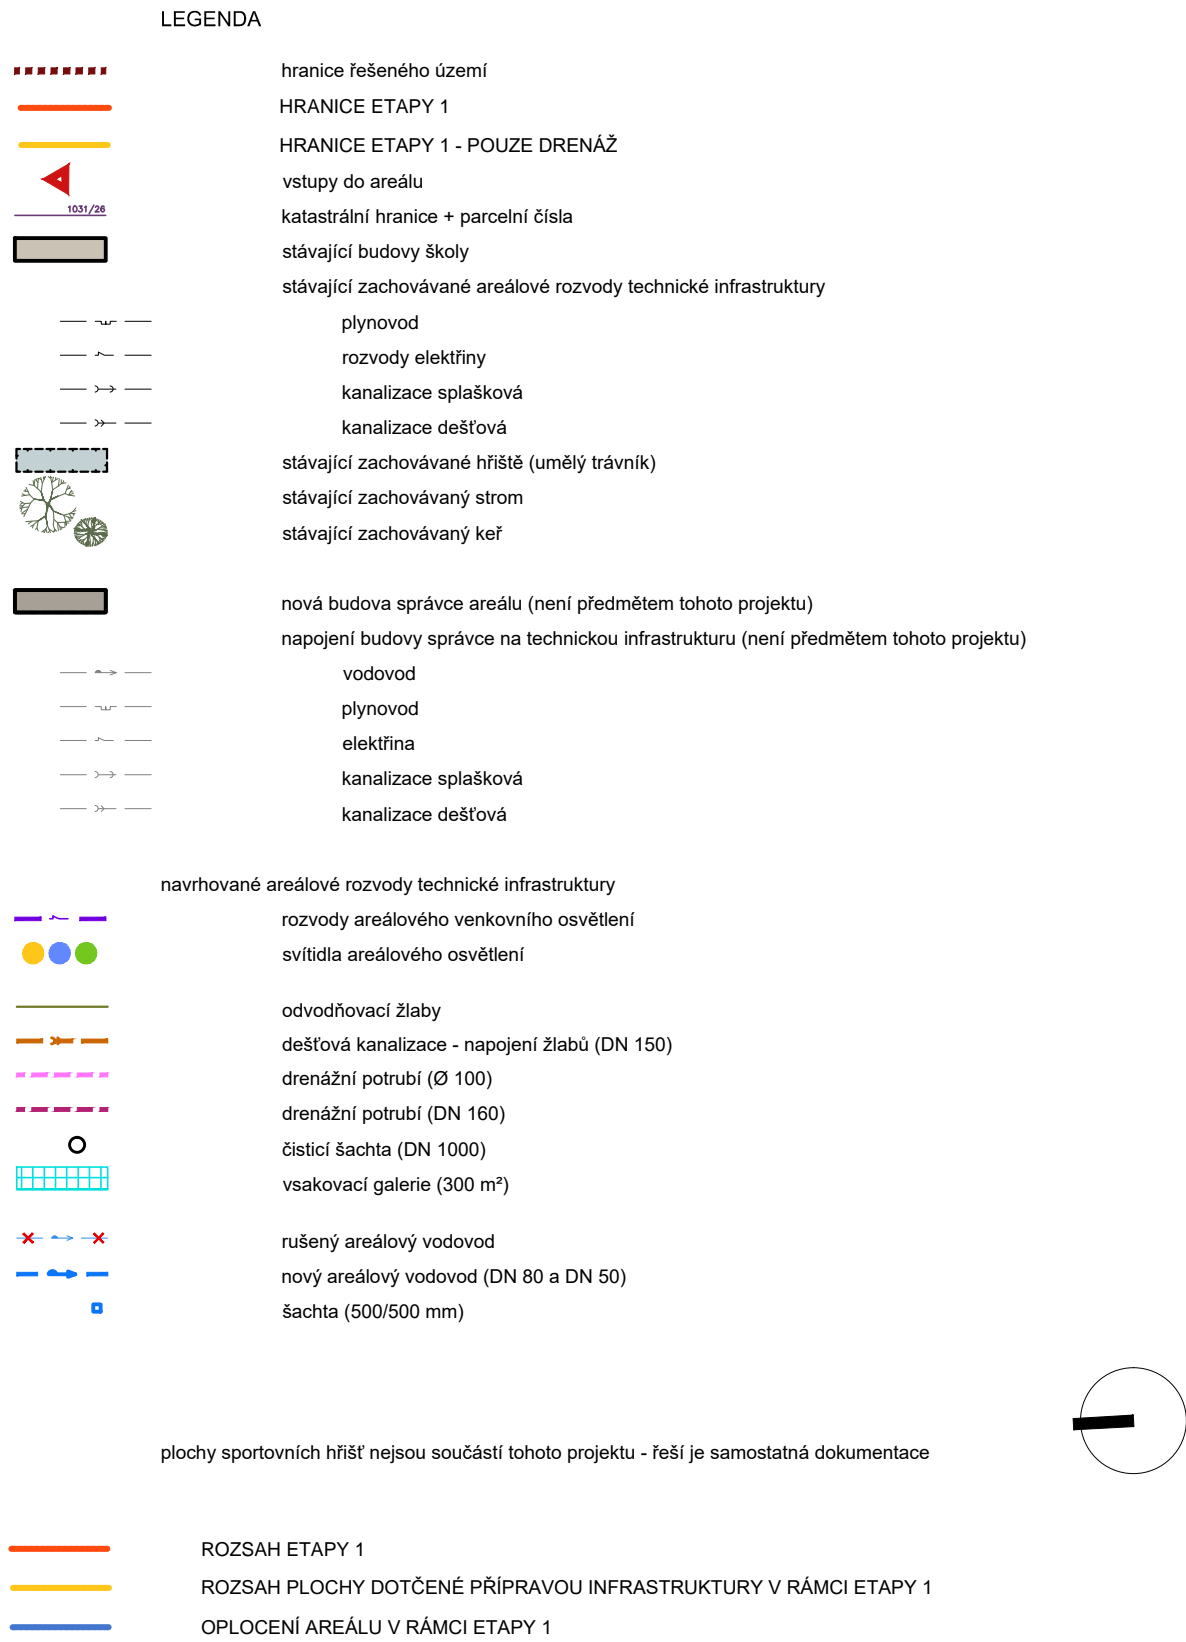 LEGENDA
hranice řešeného území
HRANICE ETAPY 1
HRANICE ETAPY 1 - POUZE DRENÁŽ
vstupy do areálu
1031/26
katastrální hranice + parcelní čísla
stávající budovy školy
stávající zachovávané areálové rozvody technické infrastruktury
plynovod
rozvody elektřiny
kanalizace splašková
kanalizace dešťová
stávající zachovávané hřiště (umělý trávník)
stávající zachovávaný strom
stávající zachovávaný keř
nová budova správce areálu (není předmětem tohoto projektu)
napojení budovy správce na technickou infrastrukturu (není předmětem tohoto projektu)
vodovod
plynovod
elektřina
kanalizace splašková
kanalizace dešťová
navrhované areálové rozvody technické infrastruktury
rozvody areálového venkovního osvětlení
svítidla areálového osvětlení
odvodňovací žlaby
dešťová kanalizace - napojení žlabů (DN 150)
drenážní potrubí (Ø 100)
drenážní potrubí (DN 160)
čisticí šachta (DN 1000)
vsakovací galerie (300 m²)
rušený areálový vodovod
nový areálový vodovod (DN 80 a DN 50)
šachta (500/500 mm)
plochy sportovních hřišť nejsou součástí tohoto projektu - řeší je samostatná dokumentace
ROZSAH ETAPY 1
ROZSAH PLOCHY DOTČENÉ PŘÍPRAVOU INFRASTRUKTURY V RÁMCI ETAPY 1
OPLOCENÍ AREÁLU V RÁMCI ETAPY 1